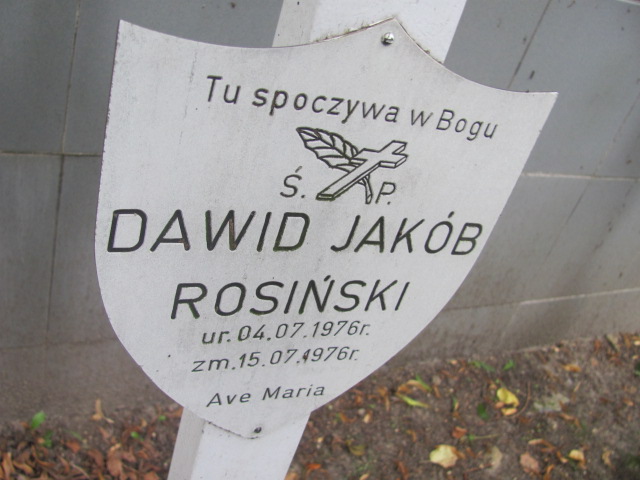 Tu spoczywa w Bogu
Ś. P.
DAWID JAKÓB
ROSIŃSKI
ur. 04.07.1976r.
zm. 15.07.1976r.
Ave Maria